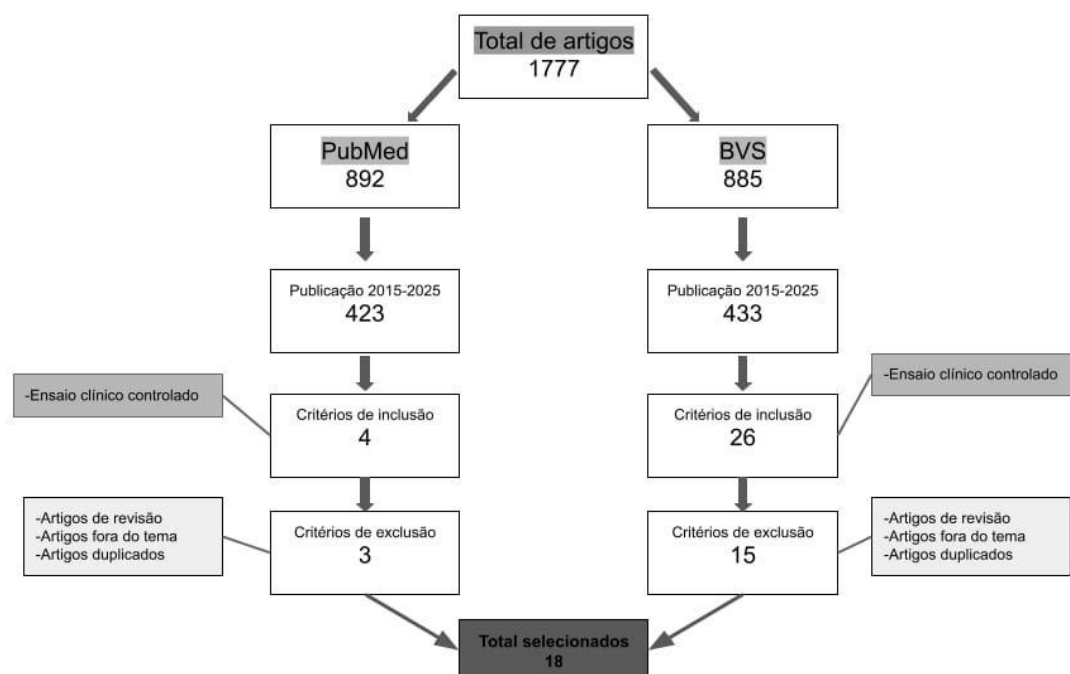 Total de artigos
1777
PubMed
892
BVS
885
Publicação 2015-2025
423
Publicação 2015-2025
433
-Ensaio clínico controlado
Critérios de inclusão
4
Critérios de inclusão
26
-Ensaio clínico controlado
-Artigos de revisão
-Artigos fora do tema
-Artigos duplicados
Critérios de exclusão
3
Critérios de exclusão
15
-Artigos de revisão
-Artigos fora do tema
-Artigos duplicados
Total selecionados
18